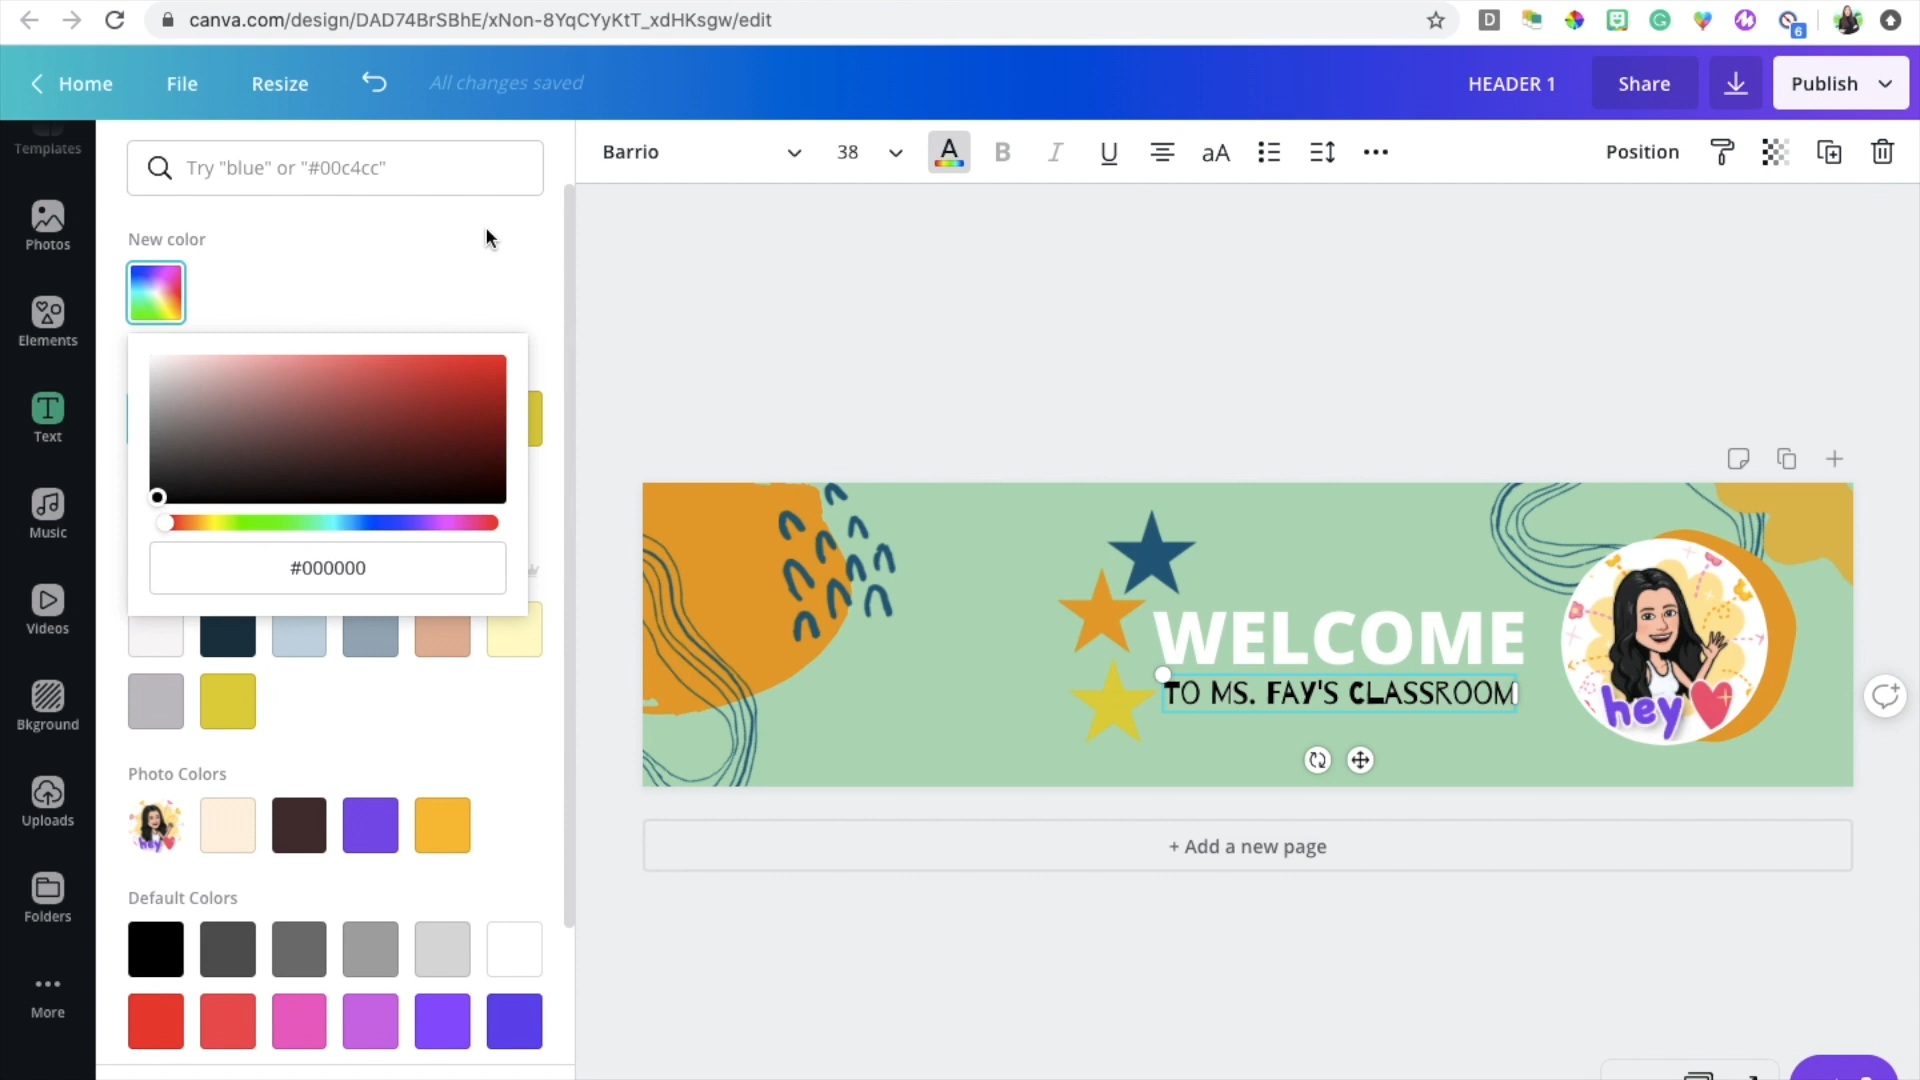 canva.com/design/DAD74BrSBhE/xNon-8YqCYyKtT_xdHKsgw/edit
D
6
Home
File
Resize
All changes saved
HEADER 1
Share
Publish
Templates
Photos
Elements
Text
Music
Videos
Bkground
Uploads
Folders
More
Try "blue" or "#00c4cc"
New color
#000000
Photo Colors
Default Colors
Barrio
38
A
B
I
U
aA
Position
WELCOME
TO MS. FAY'S CLASSROOM
hey
+ Add a new page